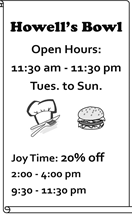 Howell's Bowl
Open Hours:
11:30 am - 11:30 pm
Tues. to Sun.
Joy Time: 20% off
2:00 - 4:00 pm
9:30 - 11:30 pm